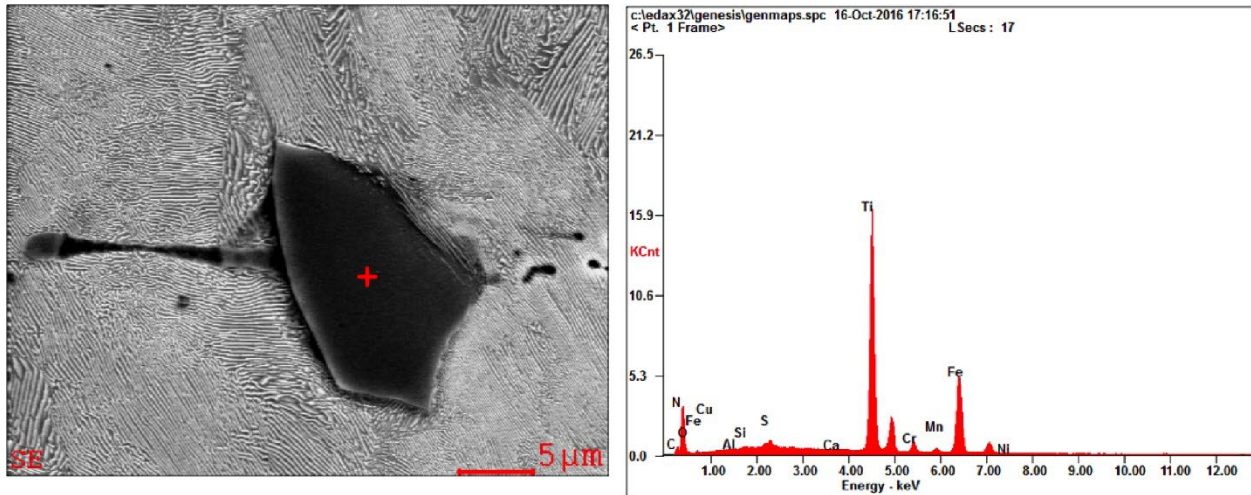 SE
5μm
c:\edax32\genesis\genmaps.spc 16-Oct-2016 17:16:51
< Pt. 1 Frame>
LSecs : 17
26.5
21.2
15.9
KCnt
10.6
5.3
0.0
Ti
Fe
N
Cu
Fe
O
C
Al
Si
S
Ca
Cr
Mn
Ni
1.00 2.00 3.00 4.00 5.00 6.00 7.00 8.00 9.00 10.00 11.00 12.00
Energy - keV